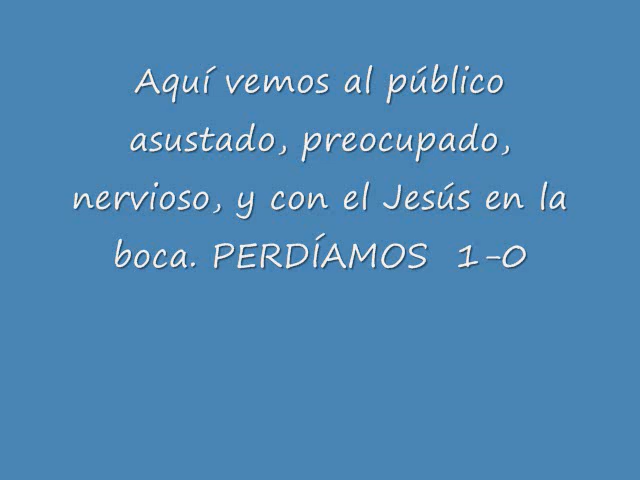 Aquí vemos al público
asustado, preocupado,
nervioso, y con el Jesús en la
boca. PERDÍAMOS 1-0